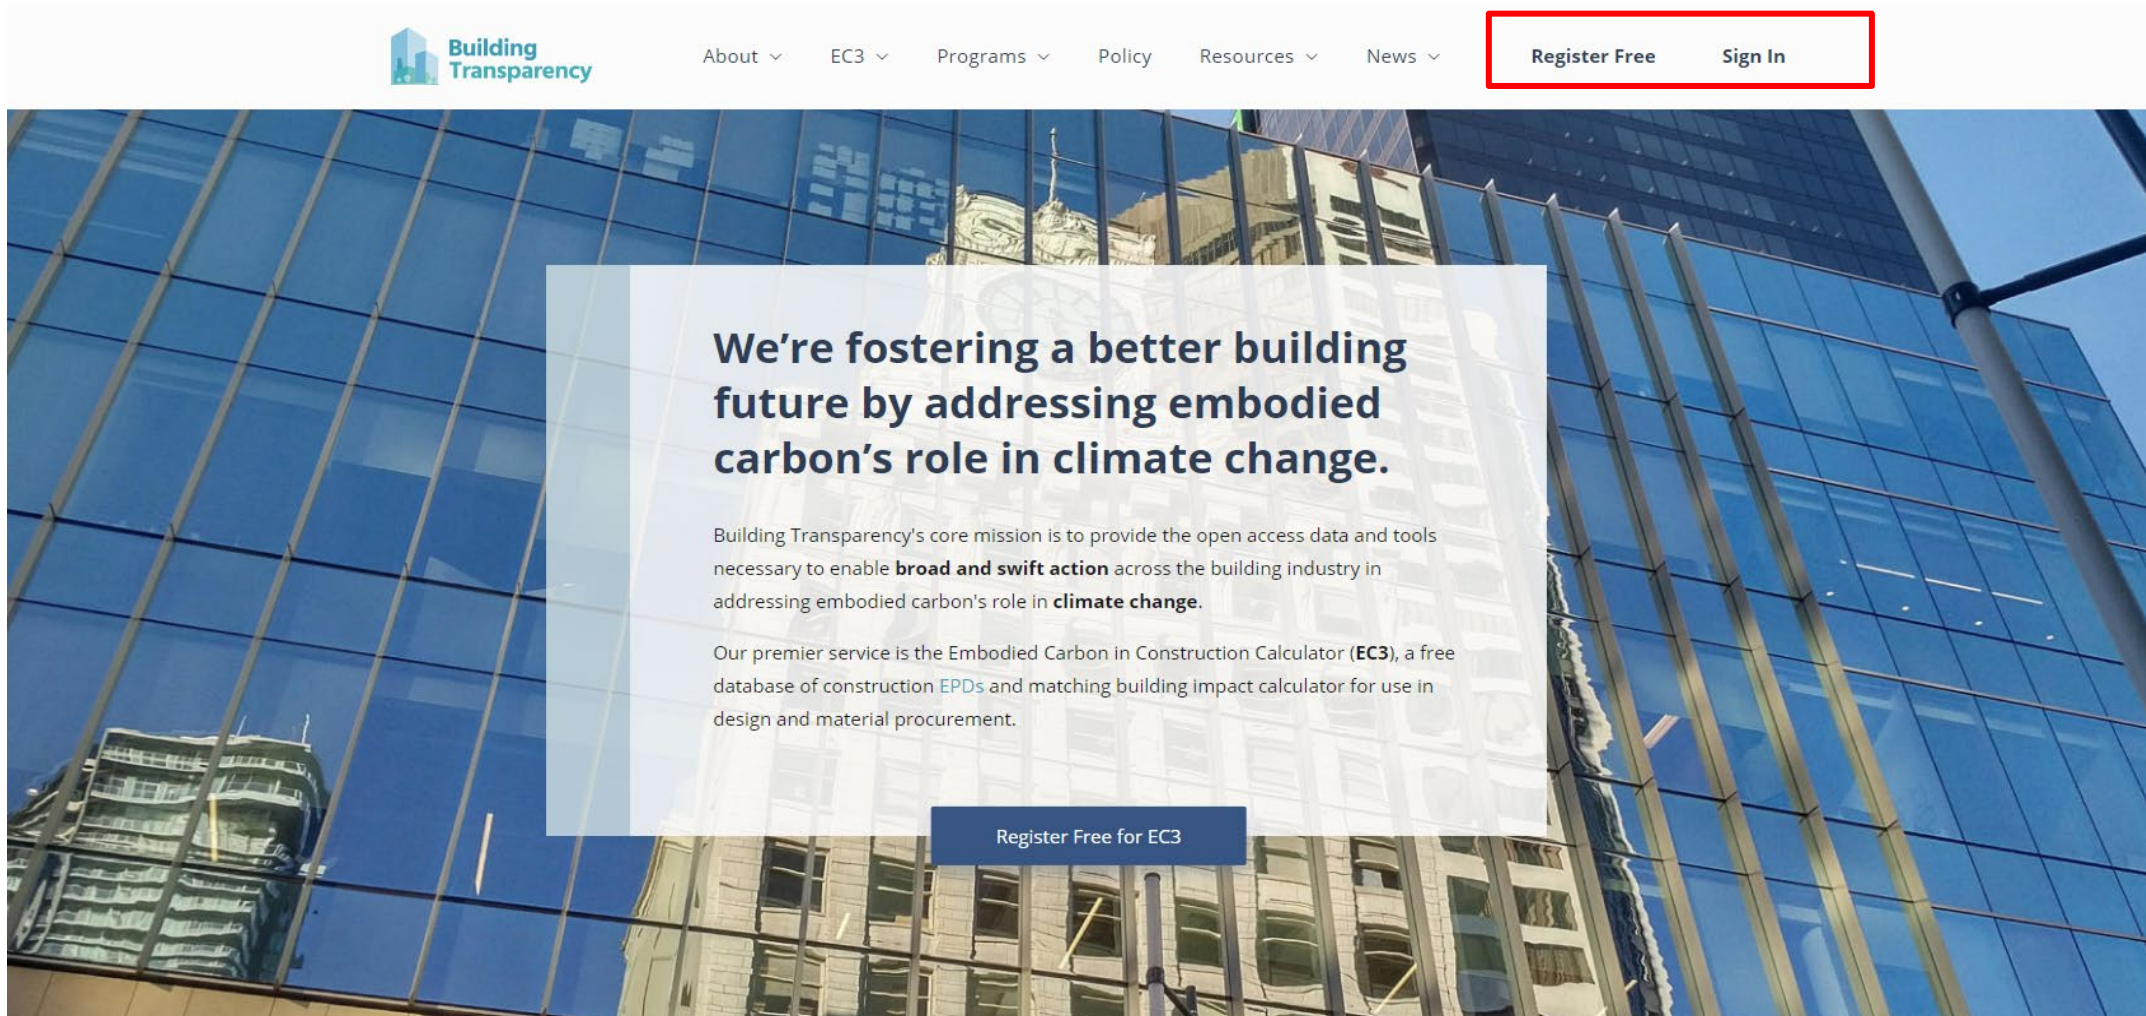 Building
Transparency
About
EC3
Programs
Policy
Resources
News
Register Free
Sign In
We’re fostering a better building
future by addressing embodied
carbon’s role in climate change.
Building Transparency's core mission is to provide the open access data and tools
necessary to enable broad and swift action across the building industry in
addressing embodied carbon's role in climate change.
Our premier service is the Embodied Carbon in Construction Calculator (EC3), a free
database of construction EPDs and matching building impact calculator for use in
design and material procurement.
Register Free for EC3